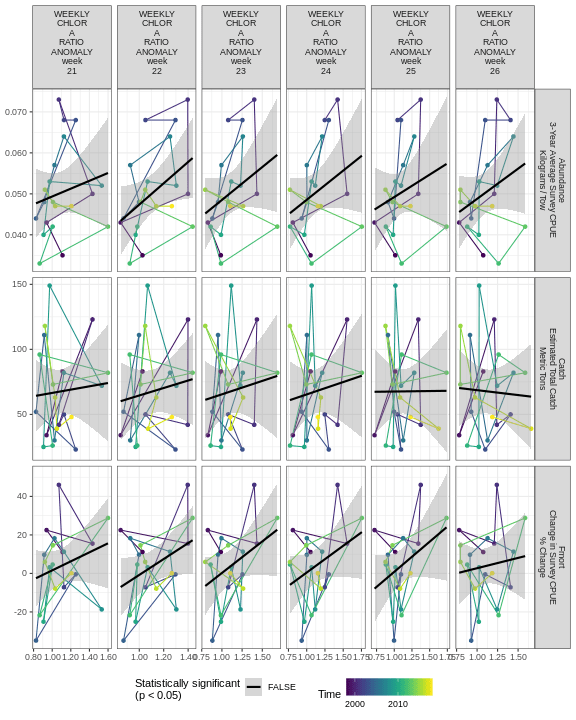 WEEKLY WEEKLY WEEKLY WEEKLY WEEKLY WEEKLY
CHLOR CHLOR CHLOR CHLOR CHLOR CHLOR
A A A A A A
RATIO RATIO RATIO RATIO RATIO RATIO
ANOMALY ANOMALY ANOMALY ANOMALY ANOMALY ANOMALY
week week week week week week
21 22 23 24 25 26
0.070
0.060
0.050
0.040
Abundance
3-Year Average Survey CPUE
Kilograms /Tow
150
100
50
Catch
Estimated Total Catch
Metric Tons
40
20
0
-20
Fmort
Change in Survey CPUE
% Change
0.80 1.00 1.20 1.40 1.60 1.00 1.20 1.40 0.75 1.00 1.25 1.50 0.75 1.00 1.25 1.50 1.75 0.75 1.00 1.25 1.50 1.75 0.75 1.00 1.25 1.50
Statistically significant
(p < 0.05)
FALSE
Time
2000 2010